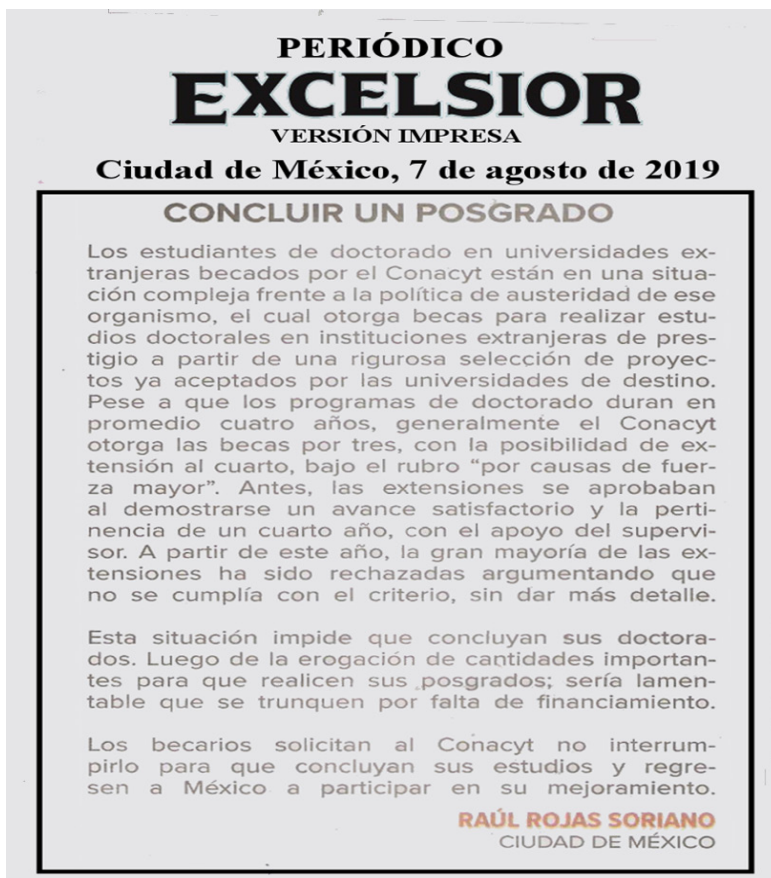 PERIÓDICO
EXCELSIOR
VERSIÓN IMPRESA
Ciudad de México, 7 de agosto de 2019
CONCLUIR UN POSGRADO
Los estudiantes de doctorado en universidades ex-
tranjeras becados por el Conacyt están en una situa-
ción compleja frente a la política de austeridad de ese
organismo, el cual otorga becas para realizar estu-
dios doctorales en instituciones extranjeras de pres-
tigio a partir de una rigurosa selección de proyec-
tos ya aceptados por las universidades de destino.
Pese a que los programas de doctorado duran en
promedio cuatro años, generalmente el Conacyt
otorga las becas por tres, con la posibilidad de ex-
tensión al cuarto, bajo el rubro “por causas de fuer-
za mayor”. Antes, las extensiones se aprobaban
al demostrarse un avance satisfactorio y la perti-
nencia de un cuarto año, con el apoyo del supervi-
sor. A partir de este año, la gran mayoría de las ex-
tensiones ha sido rechazadas argumentando que
no se cumplía con el criterio, sin dar más detalle.
Esta situación impide que concluyan sus doctora-
dos. Luego de la erogación de cantidades importan-
tes para que realicen sus posgrados; sería lamen-
table que se trunquen por falta de financiamiento.
Los becarios solicitan al Conacyt no interrum-
pirlo para que concluyan sus estudios y regre-
sen a México a participar en su mejoramiento.
RAÚL ROJAS SORIANO
CIUDAD DE MÉXICO